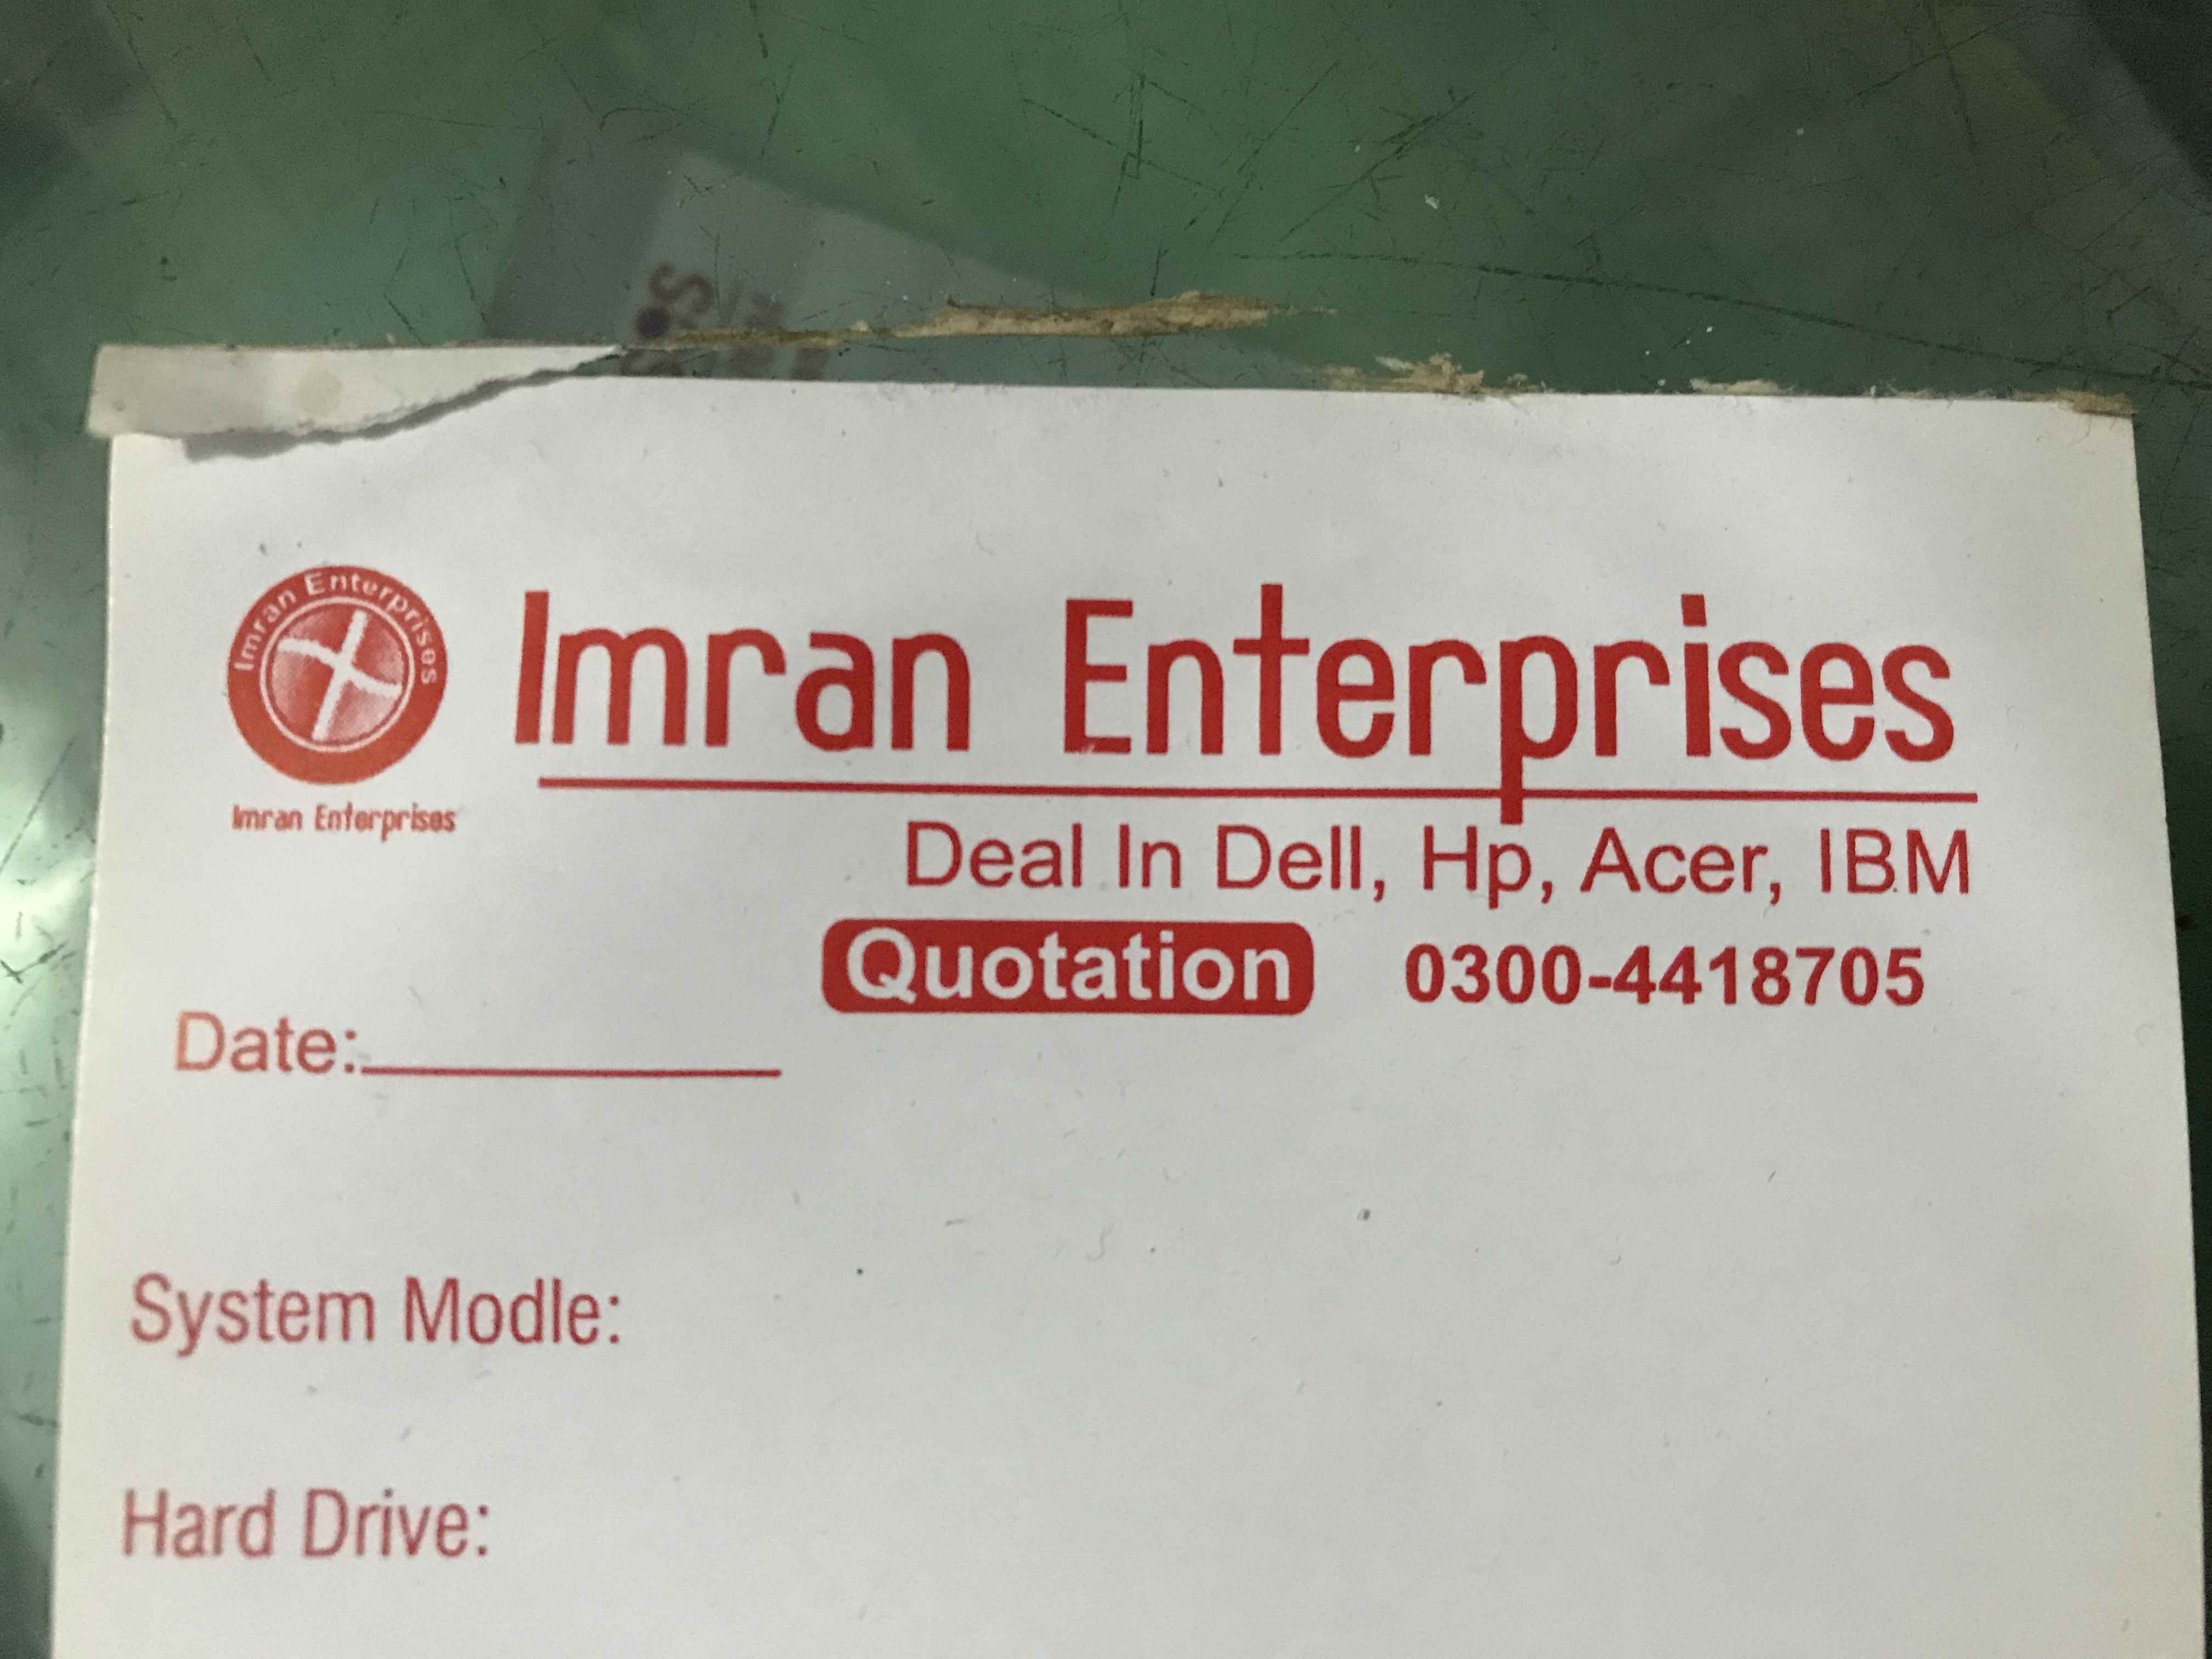 Imran Enterprises
Imran Enterprises
Imran Enterprises
Deal In Dell, Hp, Acer, IBM
Quotation 0300-4418705
Date:
System Modle:
Hard Drive: